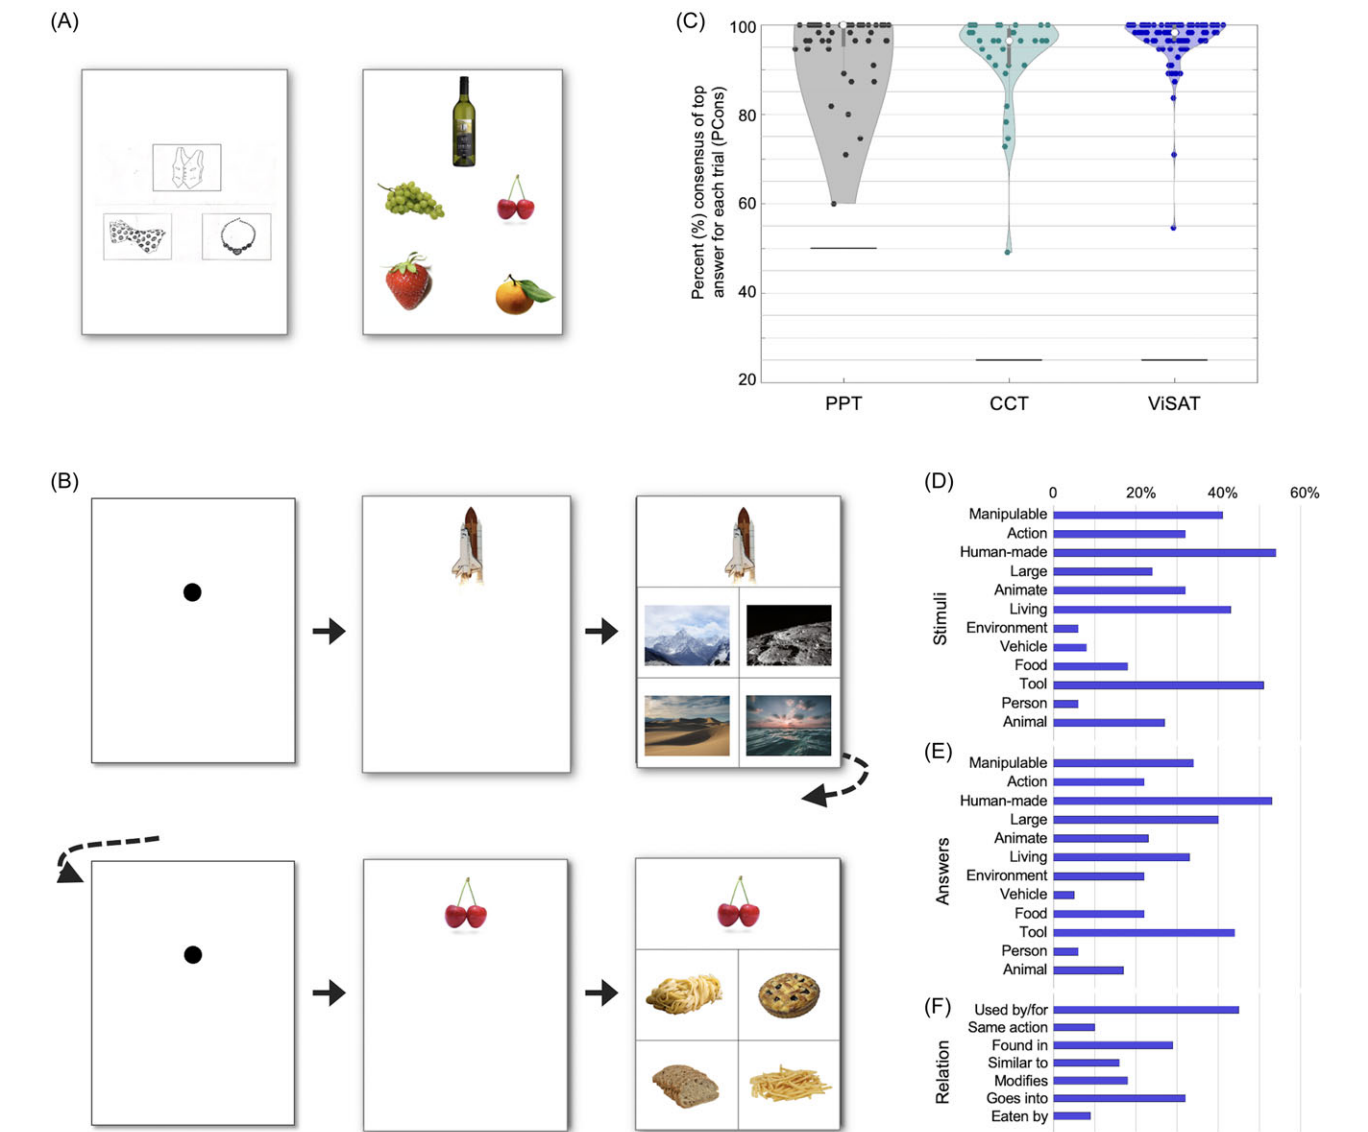 (A)
(C)
Percent (%) consensus of top
answer for each trial (PCons)
100
80
60
40
20
PPT
CCT
ViSAT
(B)
(D)
0
20%
40%
60%
Stimuli
Manipulable
Action
Human-made
Large
Animate
Living
Environment
Vehicle
Food
Tool
Person
Animal
(E)
Answers
Manipulable
Action
Human-made
Large
Animate
Living
Environment
Vehicle
Food
Tool
Person
Animal
(F)
Relation
Used by/for
Same action
Found in
Similar to
Modifies
Goes into
Eaten by